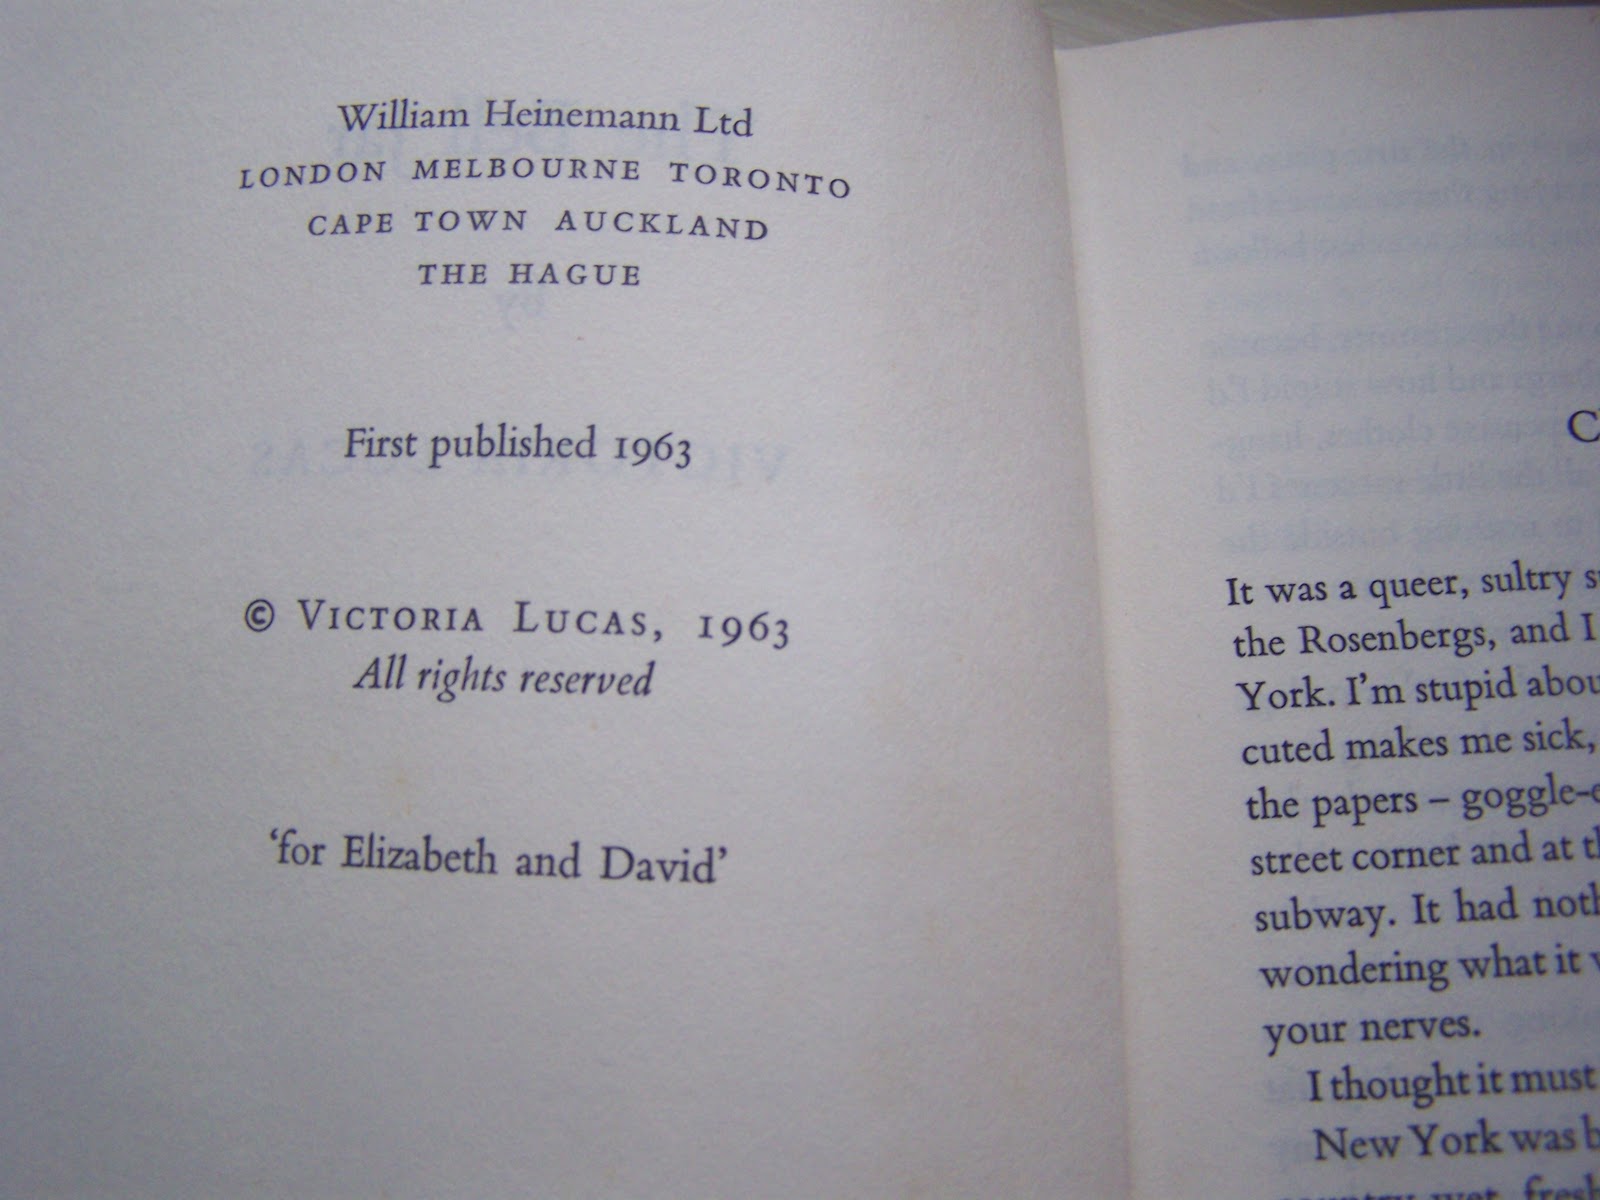 William Heinemann Ltd
LONDON MELBOURNE TORONTO
CAPE TOWN AUCKLAND
THE HAGUE
First published 1963
© VICTORIA LUCAS, 1963
All rights reserved
'for Elizabeth and David'
It was a queer, sultry
the Rosenbergs, and I
York. I'm stupid
cuted makes me sick,
the papers –
street corner and at
subway. It had
wondering what it
your nerves.
I thought it must
New York was